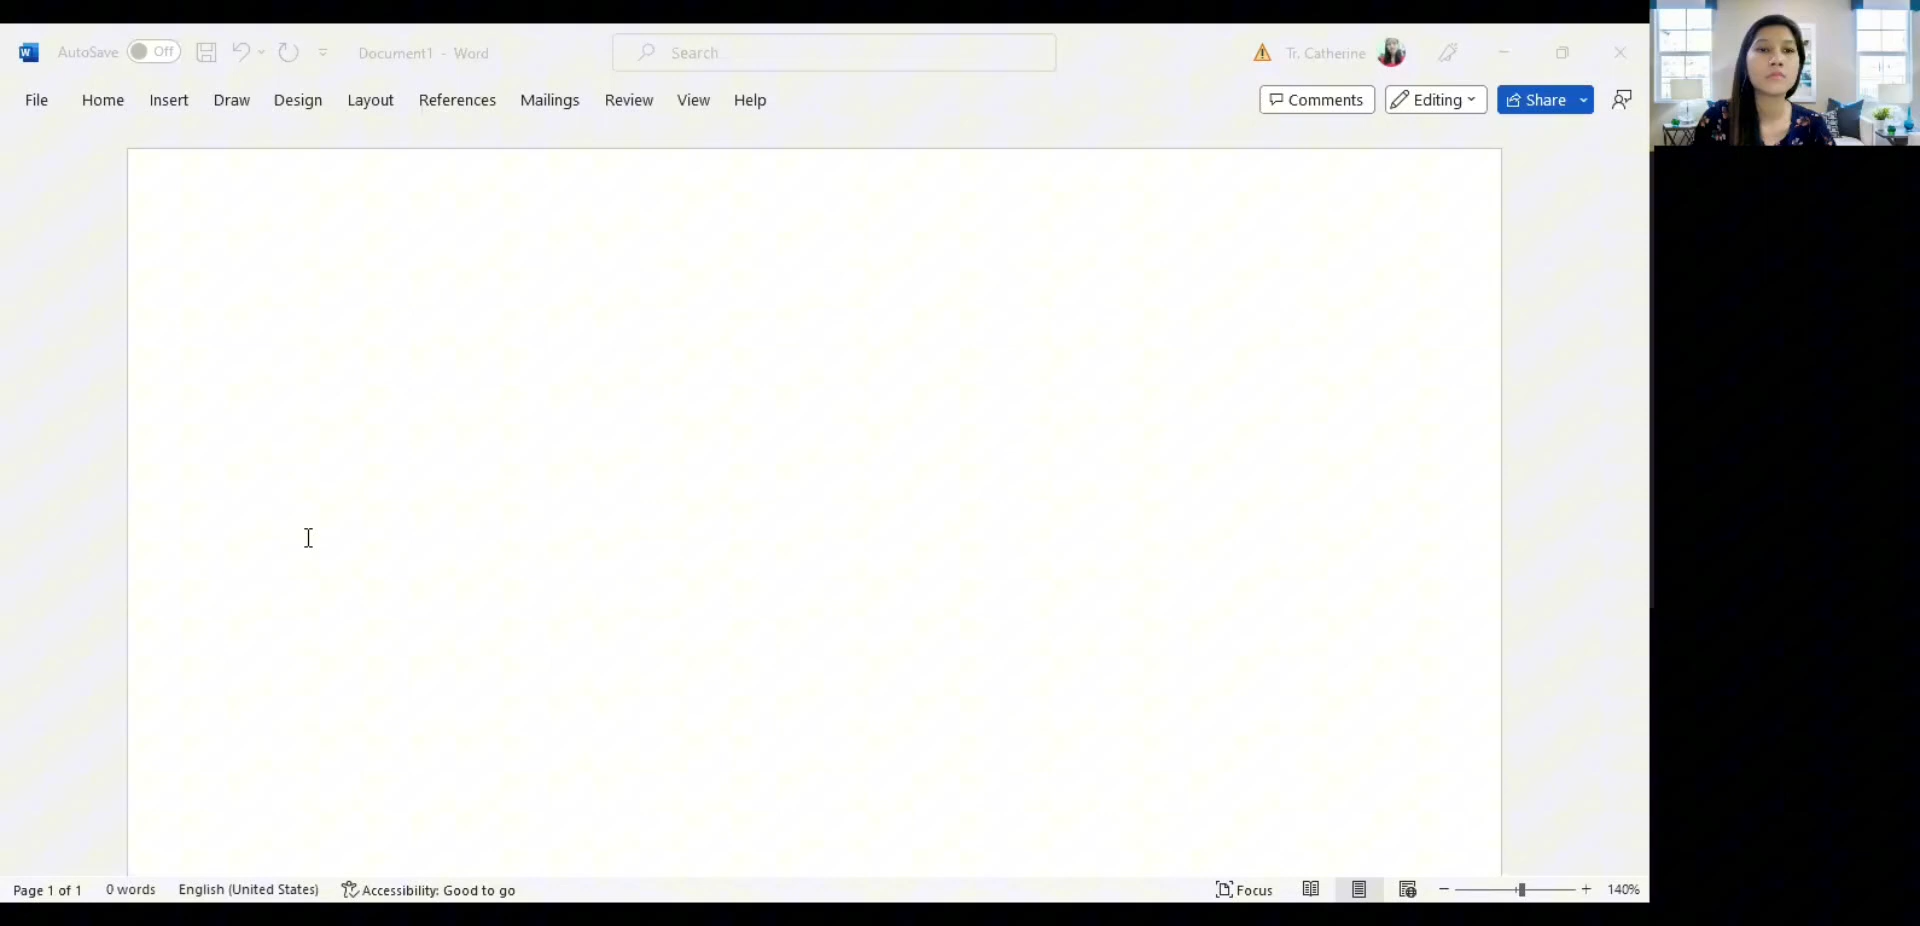 AutoSave Off Document1 - Word Search Tr. Catherine
File Home Insert Draw Design Layout References Mailings Review View Help Comments Editing Share
Page 1 of 1 0 words English (United States) Accessibility: Good to go Focus 140%